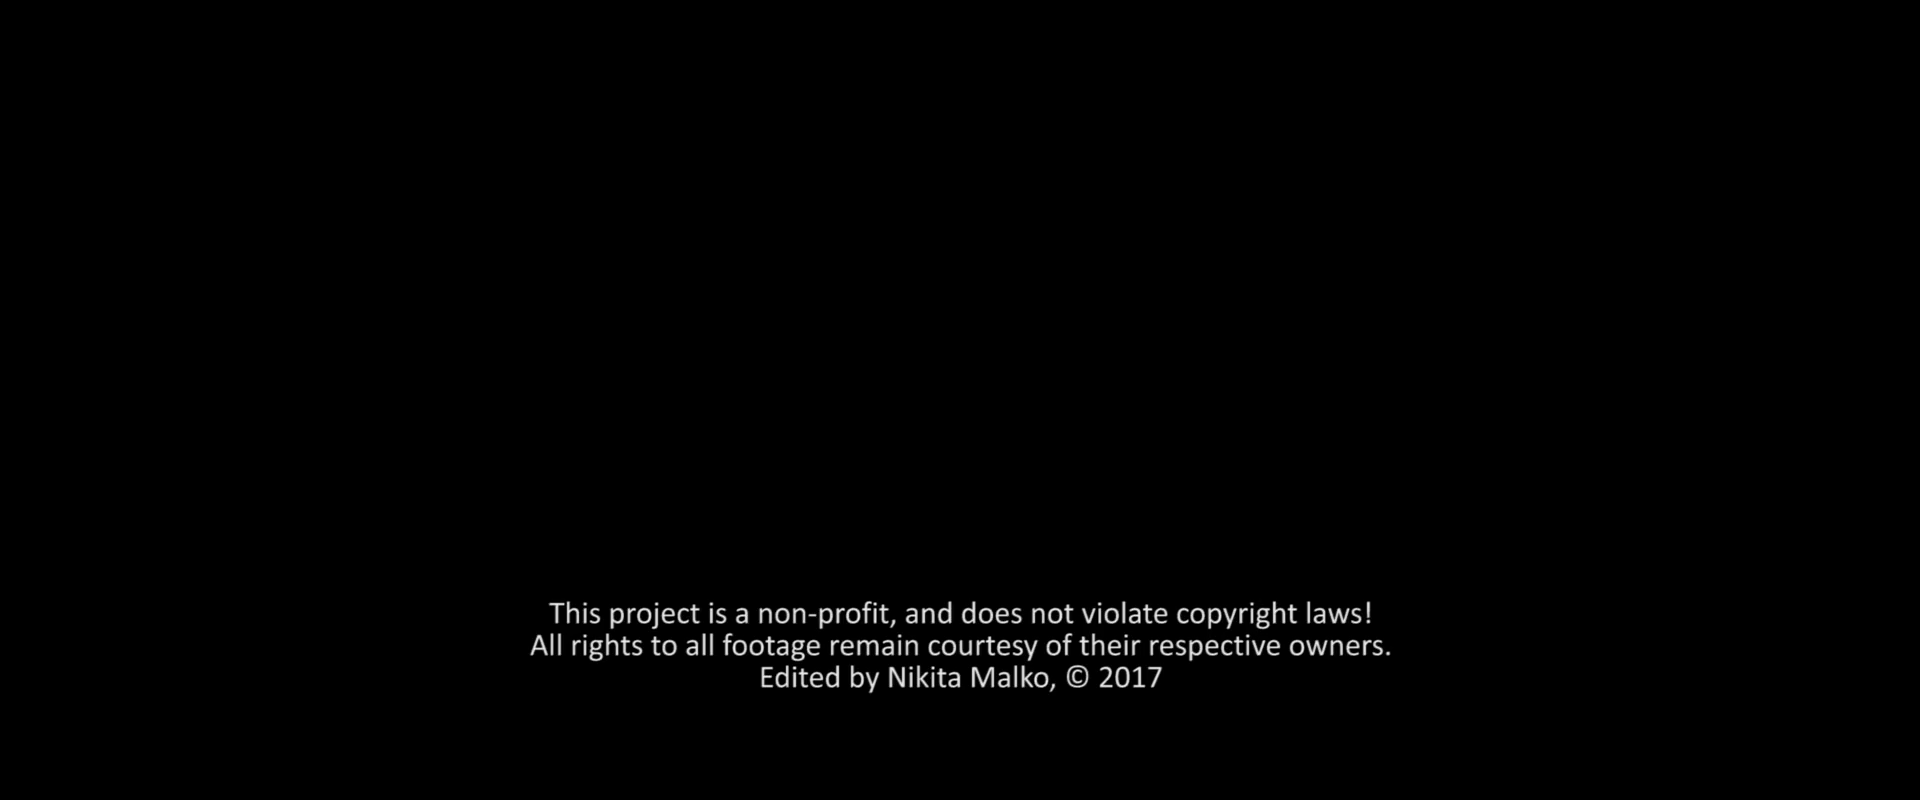 This project is a non-profit, and does not violate copyright laws!
All rights to all footage remain courtesy of their respective owners.
Edited by Nikita Malko, © 2017